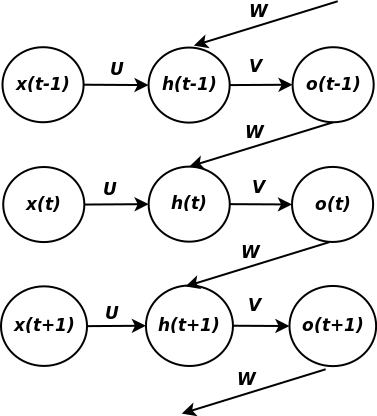 W
x(t-1) U h(t-1) V o(t-1)
W
x(t) U h(t) V o(t)
W
x(t+1) U h(t+1) V o(t+1)
W